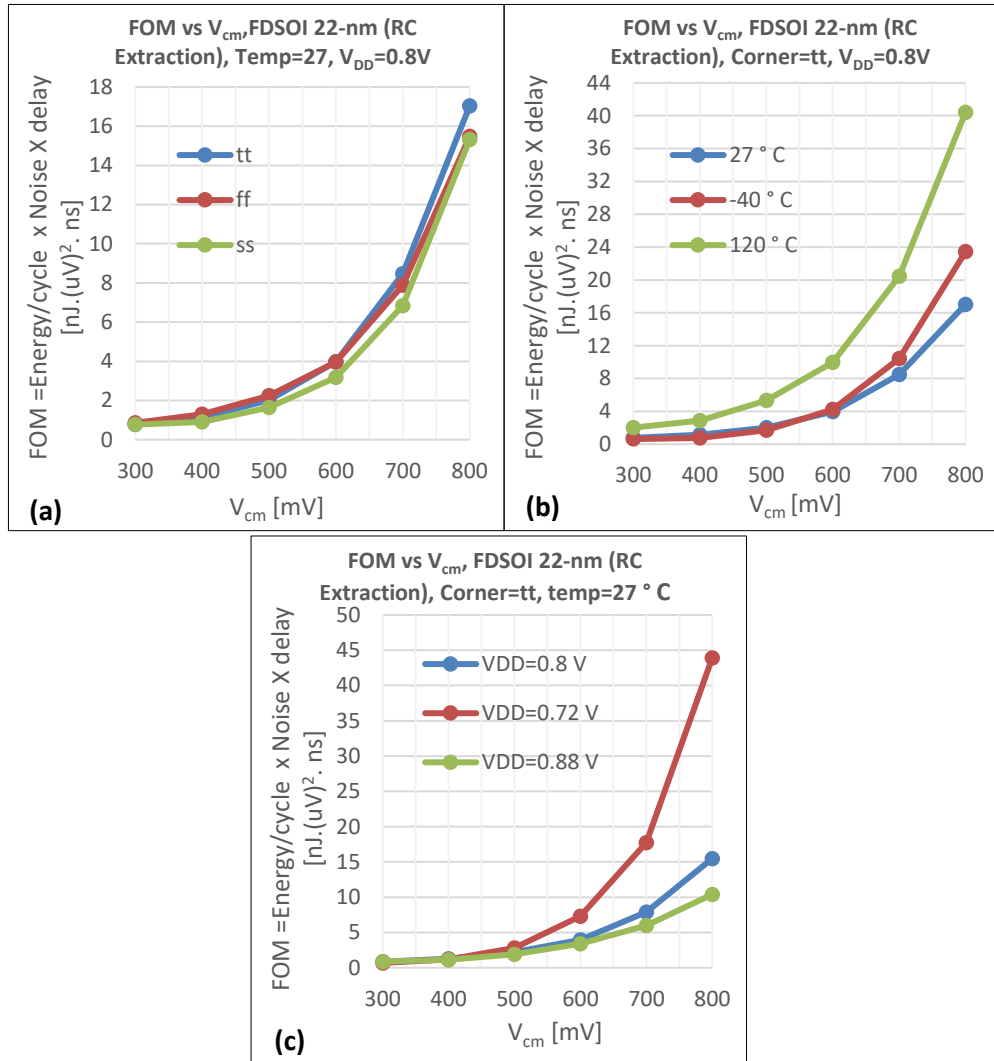 FOM vs Vcm,FDSOI 22-nm (RC
Extraction), Temp=27, VDD=0.8V
FOM =Energy/cycle x Noise X delay
[nJ.(uV)². ns]
18
16
14
12
10
8
6
4
2
0
tt
ff
ss
300 400 500 600 700 800
Vcm [mV]
(a)
FOM vs Vcm, FDSOI 22-nm (RC
Extraction), Corner=tt, VDD=0.8V
FOM =Energy/cycle x Noise X delay
[nJ.(uV)². ns]
44
40
36
32
28
24
20
16
12
8
4
0
27 ° C
-40 ° C
120 ° C
300 400 500 600 700 800
Vcm [mV]
(b)
FOM vs Vcm, FDSOI 22-nm (RC
Extraction), Corner=tt, temp=27 ° C
FOM =Energy/cycle x Noise X delay
[nJ.(uV)². ns]
50
45
40
35
30
25
20
15
10
5
0
VDD=0.8 V
VDD=0.72 V
VDD=0.88 V
300 400 500 600 700 800
Vcm [mV]
(c)